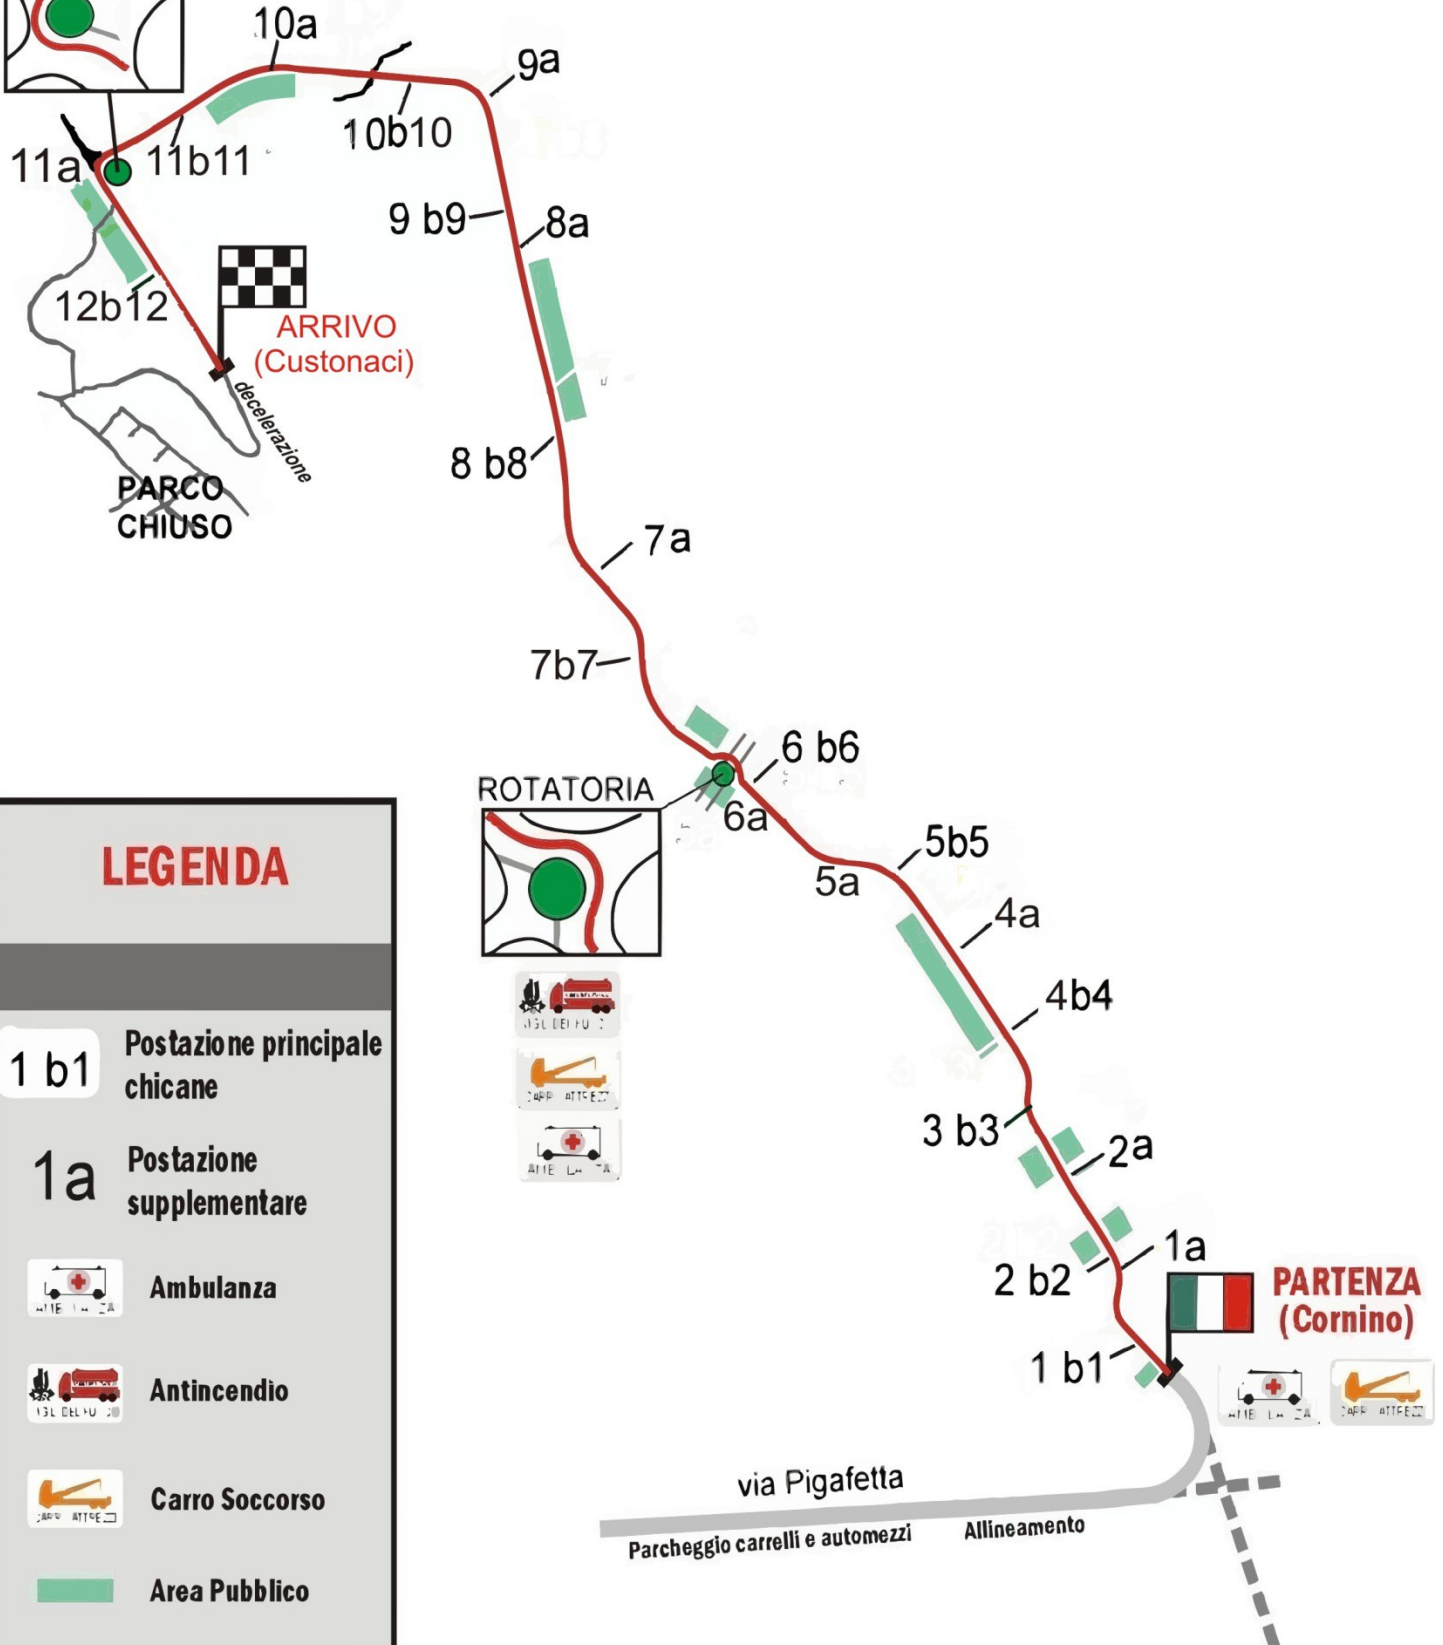 10a
9a
10b10
11a
11b11
9 b9
8a
12b12
ARRIVO
(Custonaci)
decelerazione
8 b8
PARCO
CHIUSO
7a
7b7
6 b6
ROTATORIA
6a
5b5
5a
4a
4b4
3 b3
2a
1a
2 b2
PARTENZA
(Cornino)
1 b1
via Pigafetta
Parcheggio carrelli e automezzi
Allineamento
LEGENDA
1 b1
Postazione principale
chicane
1a
Postazione
supplementare
Ambulanza
Antincendio
Carro Soccorso
Area Pubblico